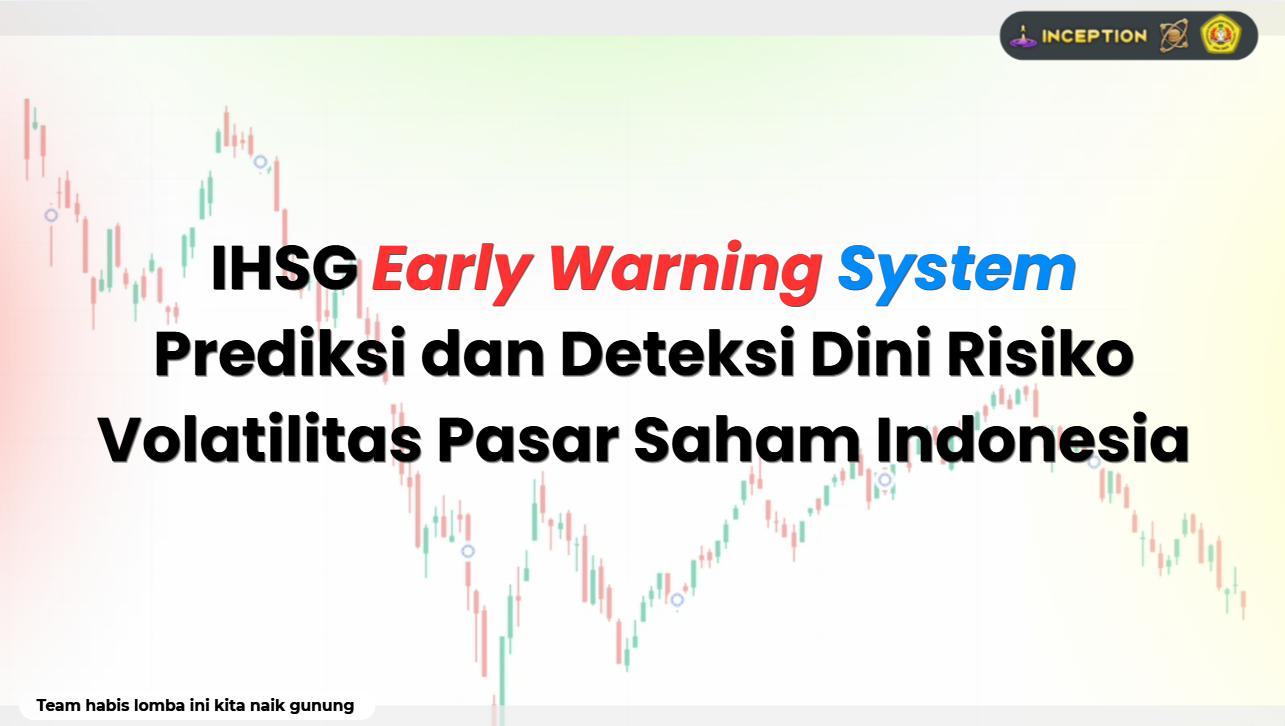 INCEPTION
IHSG Early Warning System
Prediksi dan Deteksi Dini Risiko
Volatilitas Pasar Saham Indonesia
Team habis lomba ini kita naik gunung